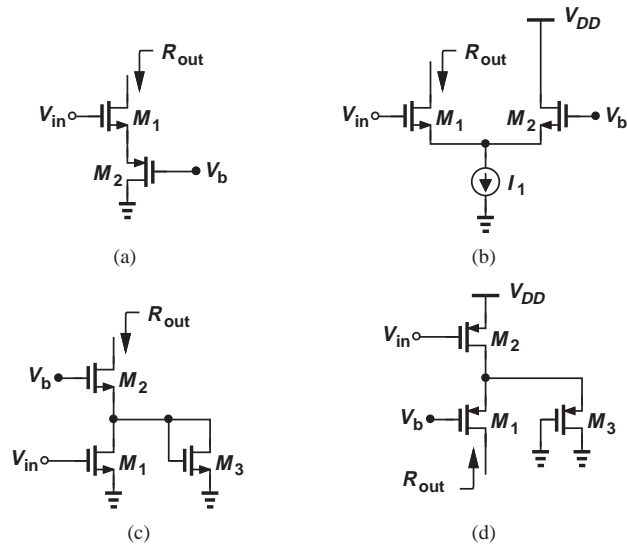 R_out
V_in
M_1
M_2
V_b
(a)
V_DD
R_out
V_in
M_1
M_2
V_b
I_1
(b)
R_out
V_b
M_2
V_in
M_1
M_3
(c)
V_DD
V_in
M_2
V_b
M_1
M_3
R_out
(d)